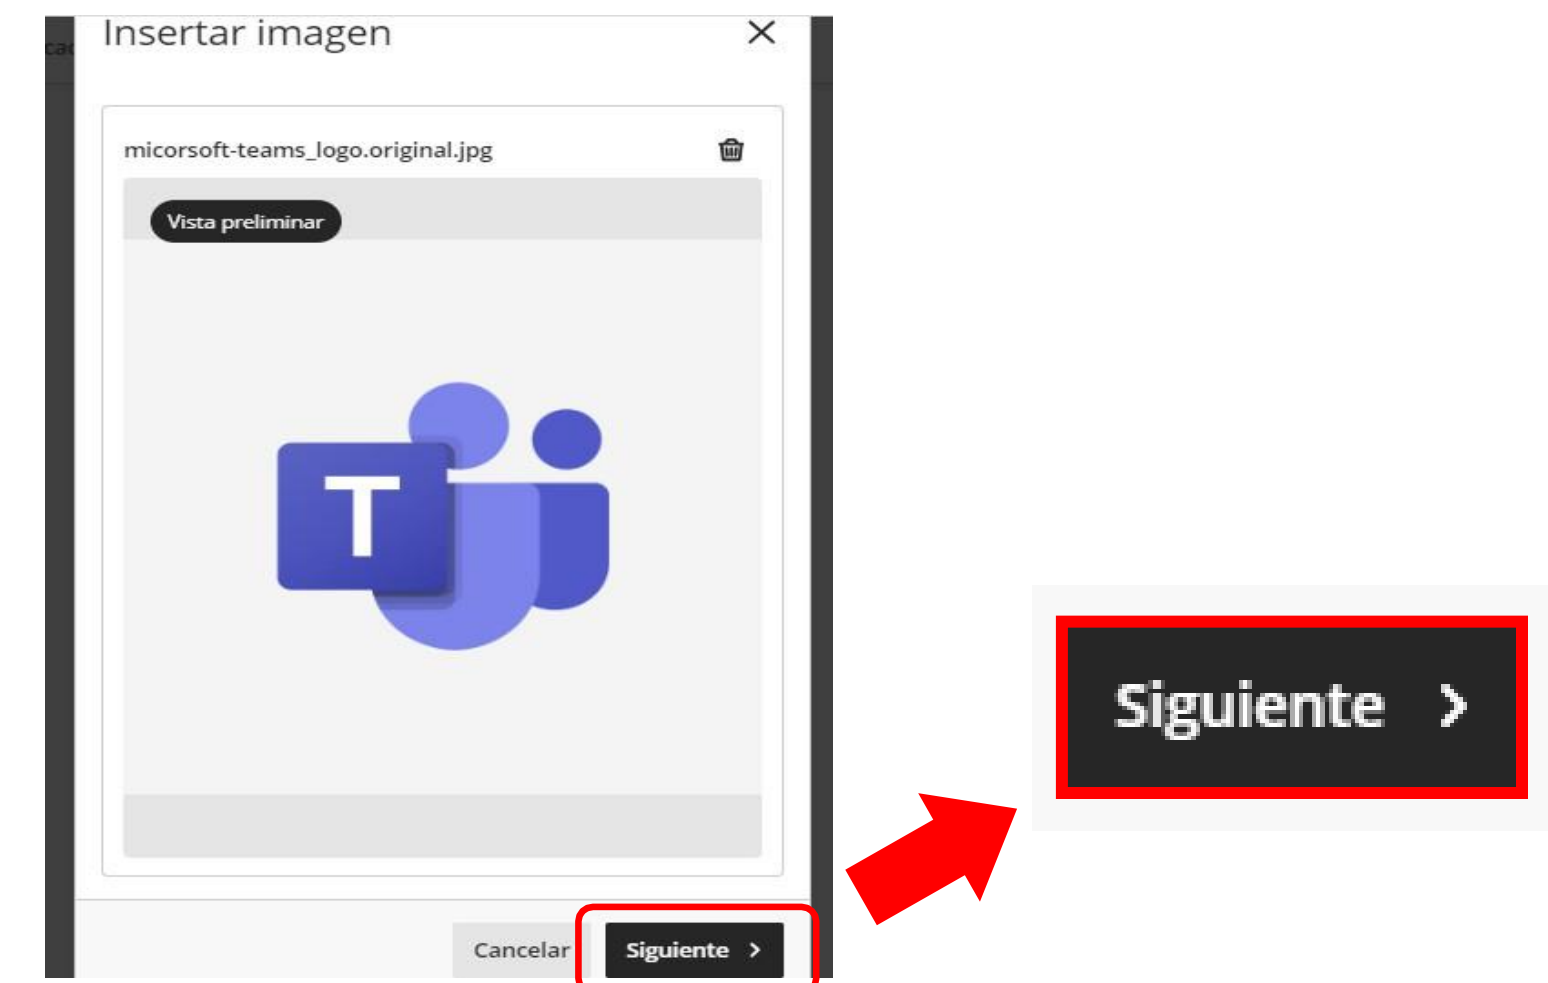 Insertar imagen
micorsoft-teams_logo.original.jpg
Vista preliminar
T
Cancelar
Siguiente
Siguiente